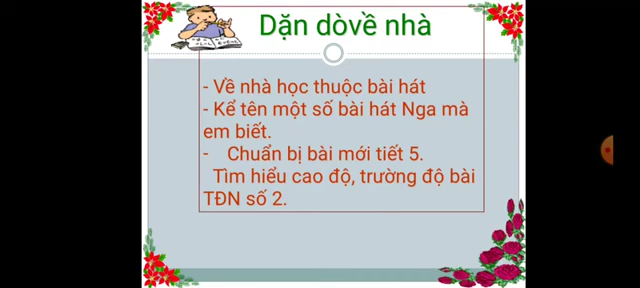 Dặn dòvề nhà
- Về nhà học thuộc bài hát
- Kể tên một số bài hát Nga mà
em biết.
- Chuẩn bị bài mới tiết 5.
Tìm hiểu cao độ, trường độ bài
TĐN số 2.